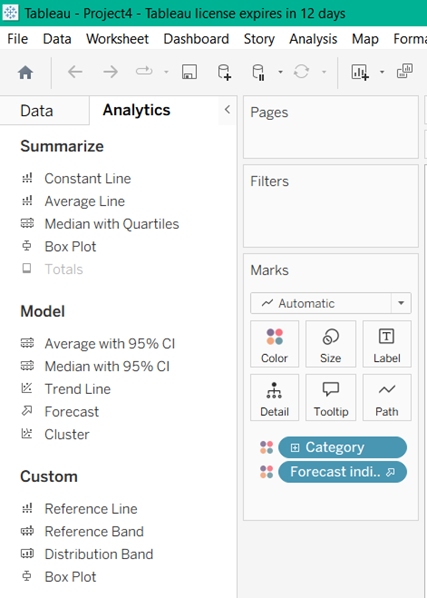 Tableau - Project4 - Tableau license expires in 12 days
File Data Worksheet Dashboard Story Analysis Map Forma
Data Analytics
Summarize
Constant Line
Average Line
Median with Quartiles
Box Plot
Totals
Model
Average with 95% CI
Median with 95% CI
Trend Line
Forecast
Cluster
Custom
Reference Line
Reference Band
Distribution Band
Box Plot
Pages
Filters
Marks
Automatic
Color Size Label
Detail Tooltip Path
Category
Forecast indi..